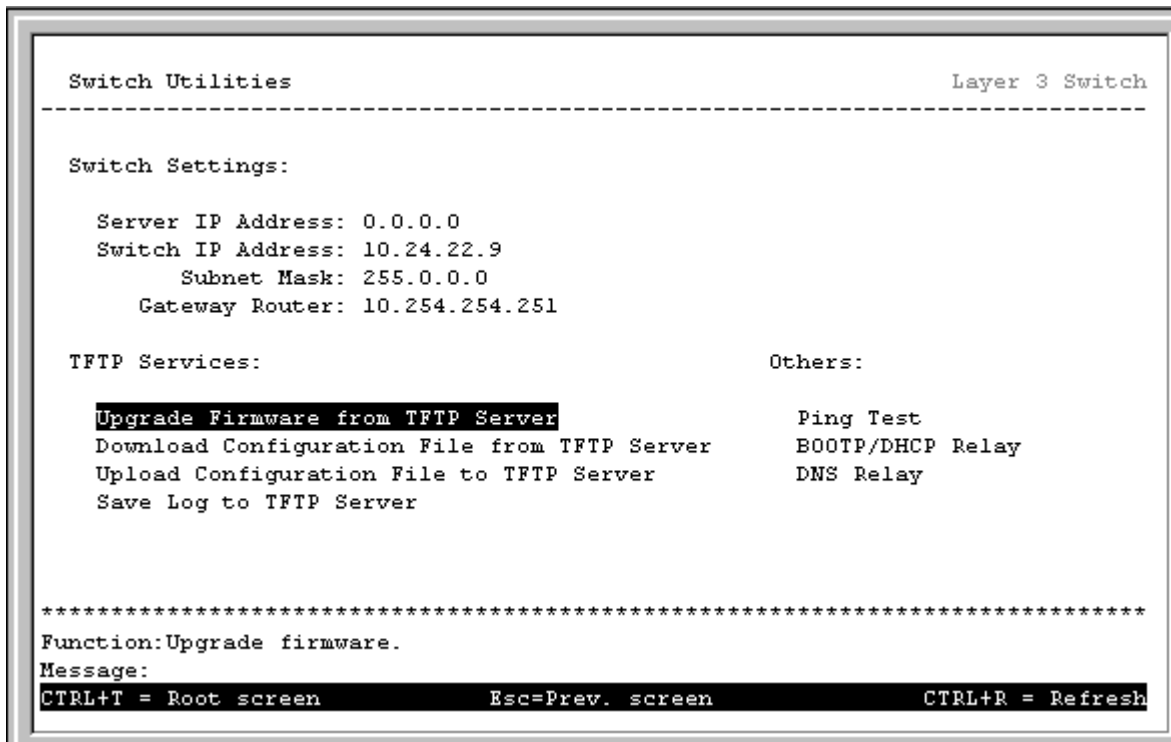 Switch Utilities Layer 3 Switch
--------------------------------------------------------------------------------
Switch Settings:
Server IP Address: 0.0.0.0
Switch IP Address: 10.24.22.9
Subnet Mask: 255.0.0.0
Gateway Router: 10.254.254.251
TFTP Services: Others:
Upgrade Firmware from TFTP Server Ping Test
Download Configuration File from TFTP Server BOOTP/DHCP Relay
Upload Configuration File to TFTP Server DNS Relay
Save Log to TFTP Server
*******************************************************************************
Function:Upgrade firmware.
Message:
CTRL+T = Root screen Esc=Prev. screen CTRL+R = Refresh